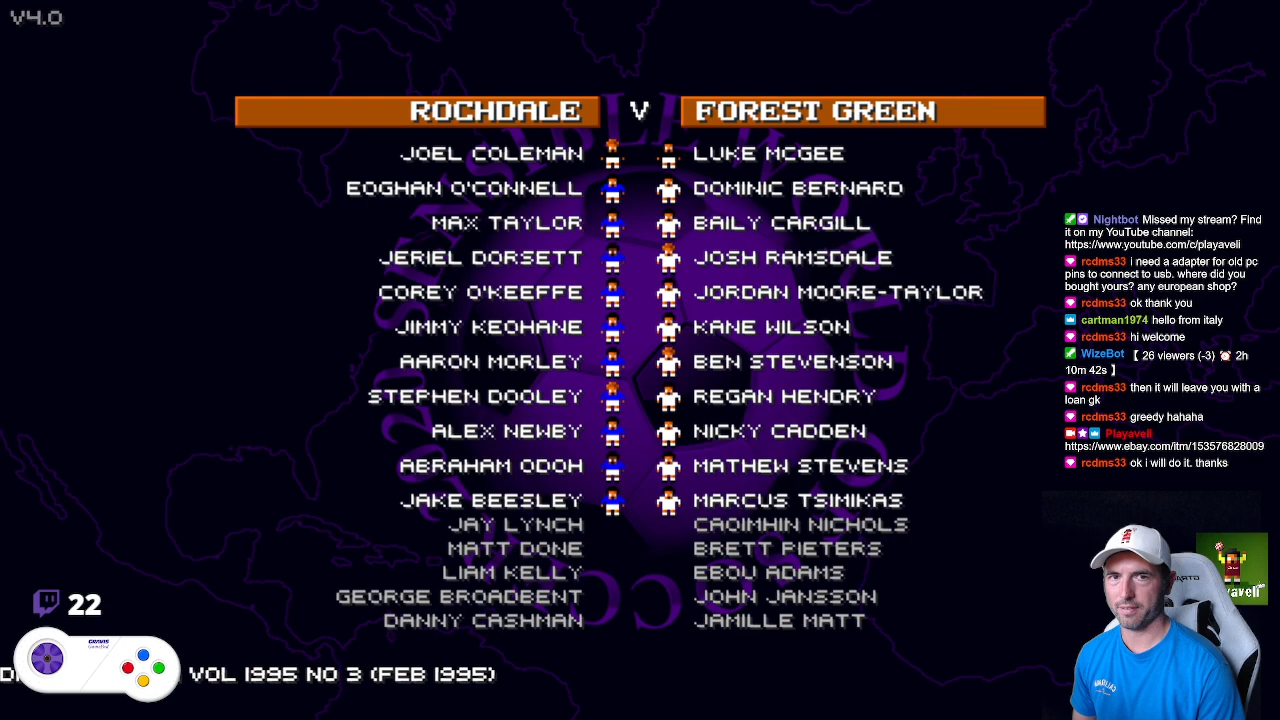 V4.0
ROCHDALE V FOREST GREEN
JOEL COLEMAN LUKE MCGEE
EOGHAN O'CONNELL DOMINIC BERNARD
MAX TAYLOR BAILY CARGILL
JERIEL DORSETT JOSH RAMSDALE
COREY O'KEEFFE JORDAN MOORE-TAYLOR
JIMMY KEOHANE KANE WILSON
AARON MORLEY BEN STEVENSON
STEPHEN DOOLEY REGAN HENDRY
ALEX NEWBY NICKY CADDEN
ABRAHAM ODOH MATHEW STEVENS
JAKE BEESLEY MARCUS TSIMIKAS
JAY LYNCH CAOIMHIN NICHOLS
MATT DONE BRETT PIETERS
LIAM KELLY EBOU ADAMS
GEORGE BROADBENT JOHN JANSSON
DANNY CASHMAN JAMILLE MATT
Nightbot Missed my stream? Find
it on my YouTube channel:
https://www.youtube.com/c/playaveli
rcdms33 i need a adapter for old pc
pins to connect to usb. where did you
bought yours? any european shop?
rcdms33 ok thank you
cartman1974 hello from italy
rcdms33 hi welcome
WizeBot 【 26 viewers (-3) ⏰ 2h
10m 42s 】
rcdms33 then it will leave you with a
loan gk
rcdms33 greedy hahaha
Playaveli
https://www.ebay.com/itm/153576828009
rcdms33 ok i will do it. thanks
22
GRAVIS
GamePad
VOL 1995 NO 3 (FEB 1995)